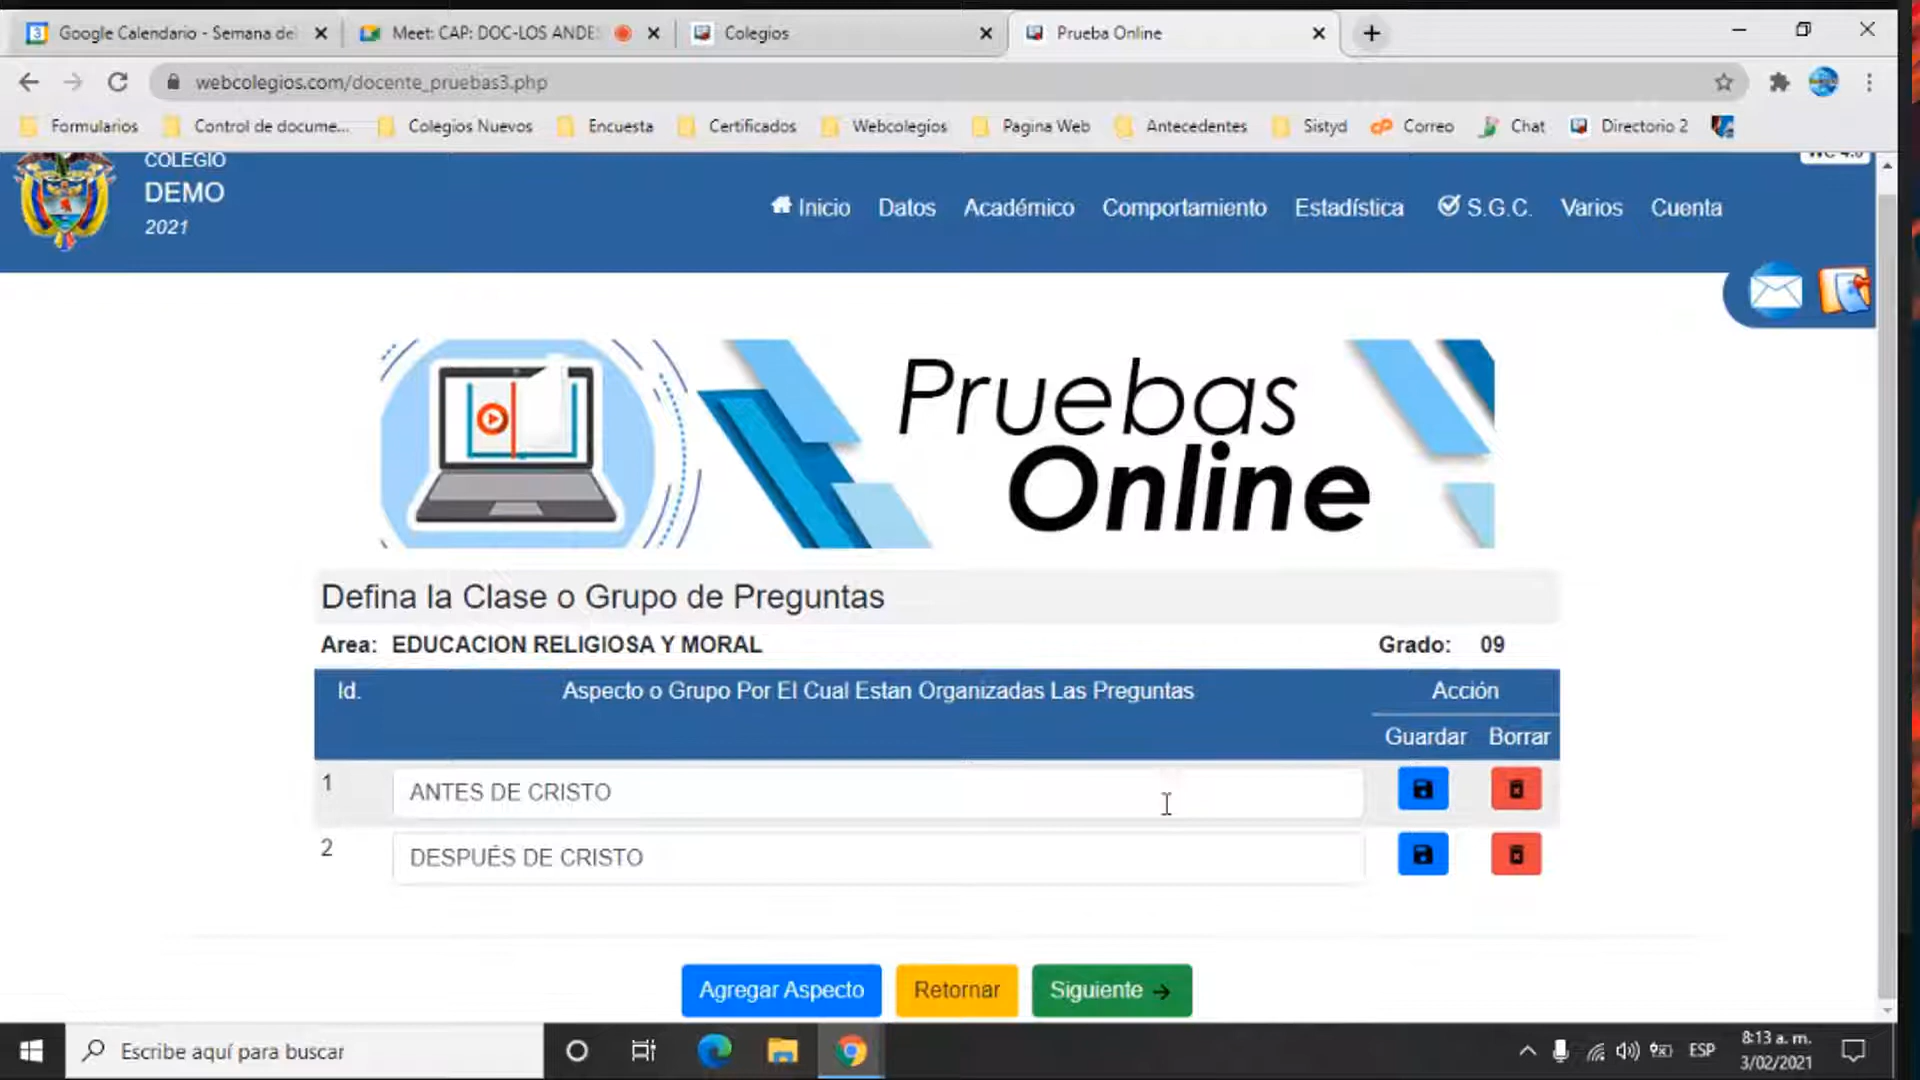 Google Calendario - Semana de
Meet: CAP: DOC-LOS ANDE
Colegios
Prueba Online
webcolegios.com/docente_pruebas3.php
Formularios
Control de docume...
Colegios Nuevos
Encuesta
Certificados
Webcolegios
Pagina Web
Antecedentes
Sistyd
Correo
Chat
Directorio 2
COLEGIO
DEMO
2021
Inicio
Datos
Académico
Comportamiento
Estadística
S.G.C.
Varios
Cuenta
Pruebas
Online
Defina la Clase o Grupo de Preguntas
Area: EDUCACION RELIGIOSA Y MORAL
Grado: 09
Id.
Aspecto o Grupo Por El Cual Estan Organizadas Las Preguntas
Acción
Guardar
Borrar
1
ANTES DE CRISTO
2
DESPUÉS DE CRISTO
Agregar Aspecto
Retornar
Siguiente →
Escribe aquí para buscar
ESP
8:13 a. m.
3/02/2021